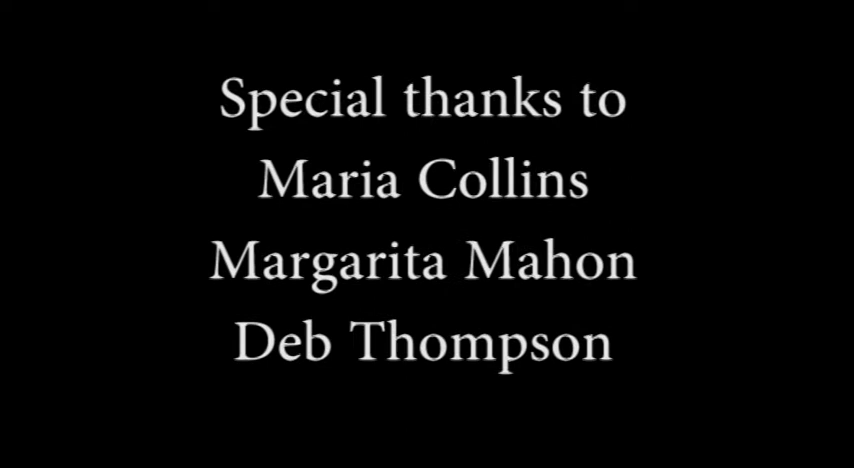 Special thanks to
Maria Collins
Margarita Mahon
Deb Thompson